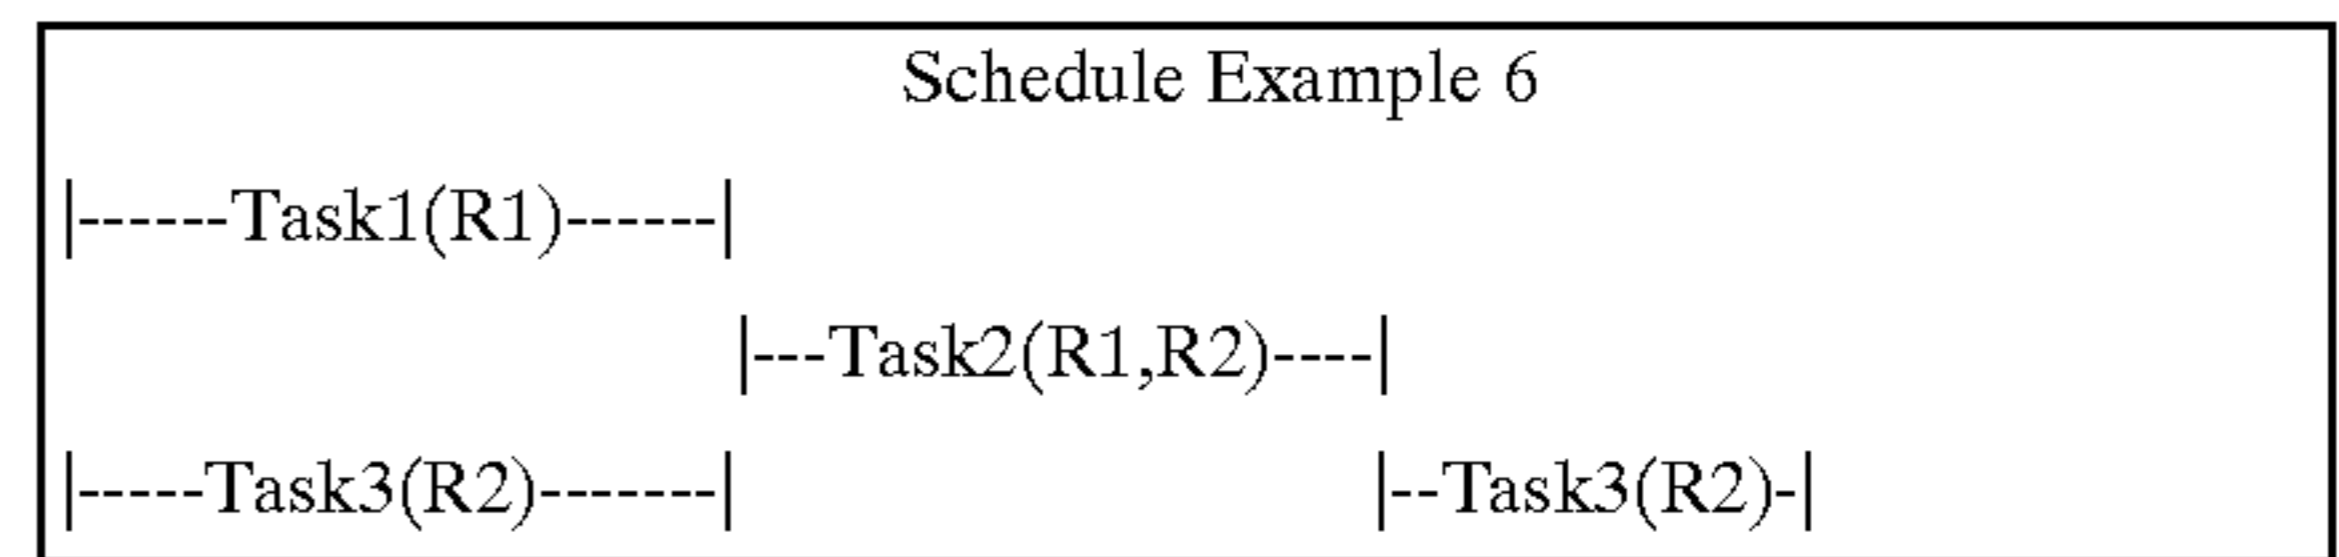 Schedule Example 6
|------Task1(R1)------|
|---Task2(R1,R2)----|
|-----Task3(R2)-------| |--Task3(R2)-|